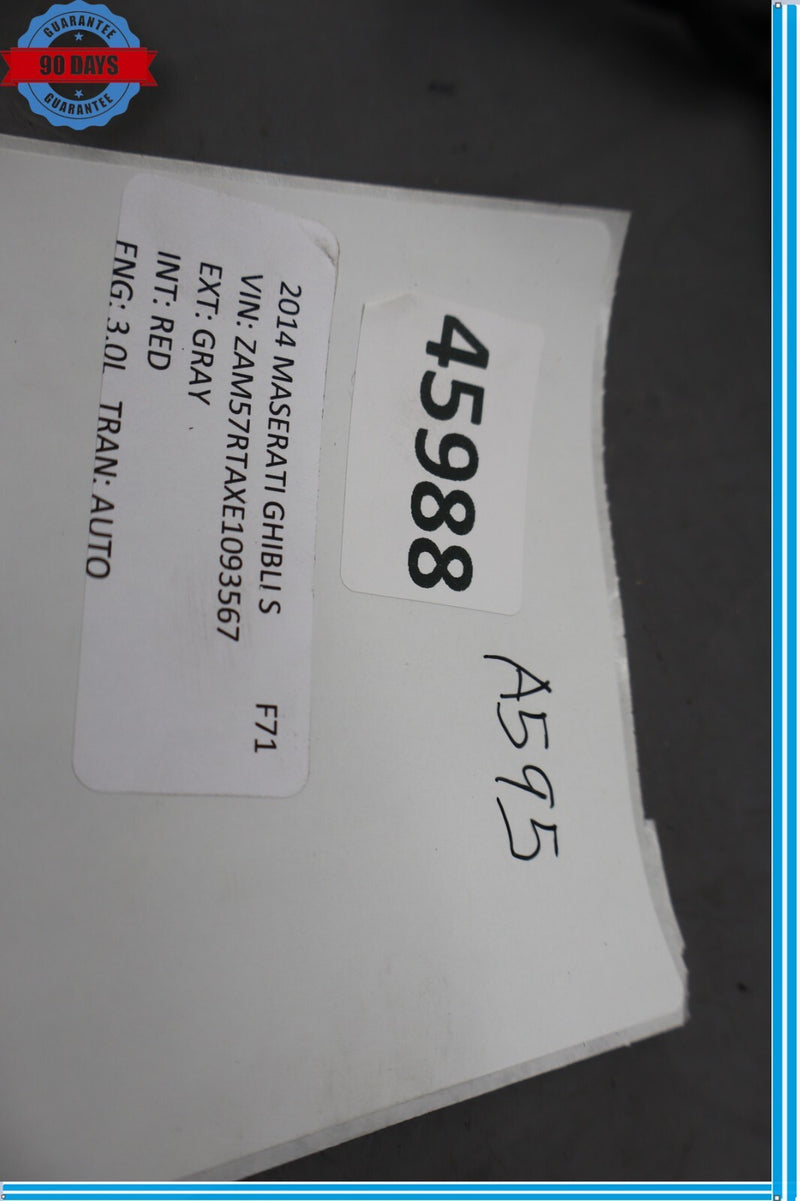 GUARANTEE
90 DAYS
GUARANTEE
2014 MASERATI GHIBLI S
VIN: ZAM57RTAXE1093567 F71
EXT: GRAY
INT: RED
ENG: 3.0L TRAN: AUTO
45988
A595